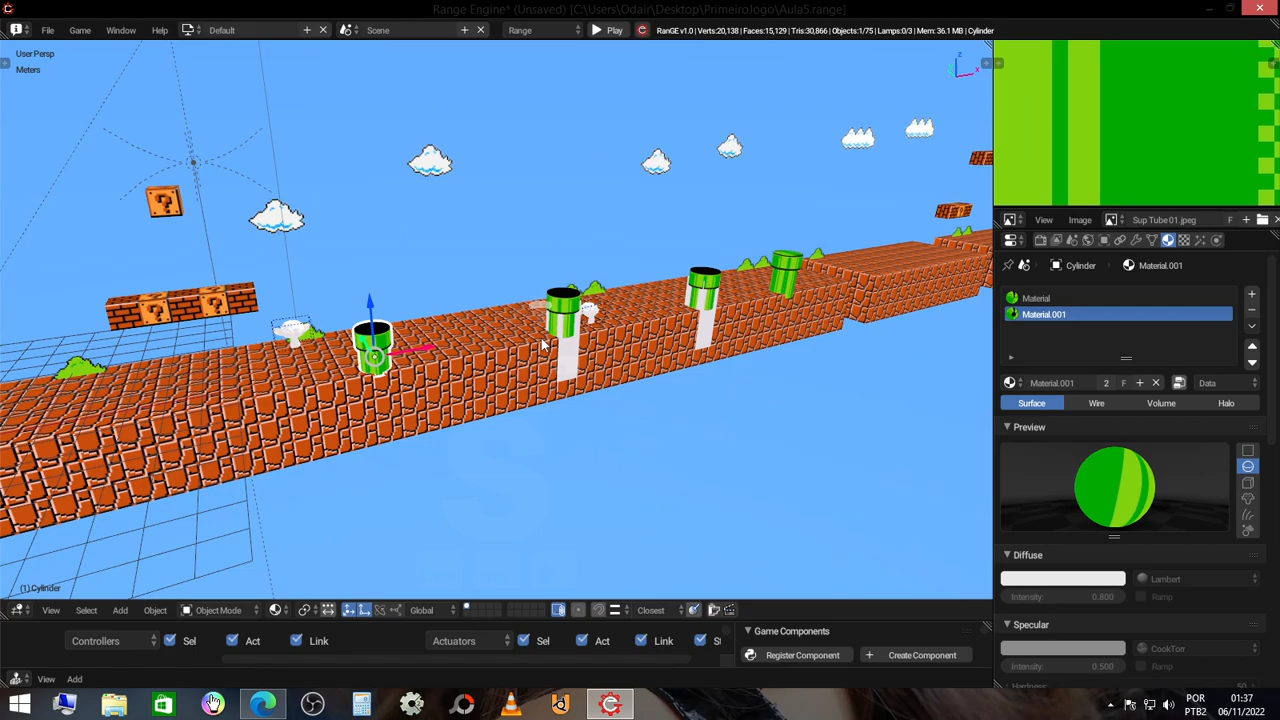 Range Engine* (Unsaved) [C:\Users\Odair\Desktop\PrimeiroJogo\Aula5.range]
File Game Window Help Default Scene Range Play RanGE v1.0 | Verts:20,138 | Faces:15,129 | Tris:30,866 | Objects:1/75 | Lamps:0/3 | Mem: 36.1 MB | Cylinder
User Persp
Meters
z
x
View Image Sup Tube 01.jpeg F
Cylinder Material.001
Material
Material.001
Material.001 2 F Data
Surface Wire Volume Halo
Preview
Diffuse
Lambert
Intensity: 0.800 Ramp
Specular
CookTorr
Intensity: 0.500 Ramp
Hardness: 50
(1) Cylinder
View Select Add Object Object Mode Global Closest
Controllers Sel Act Link Actuators Sel Act Link
Game Components
Register Component Create Component
View Add
POR
PTB2
01:37
06/11/2022